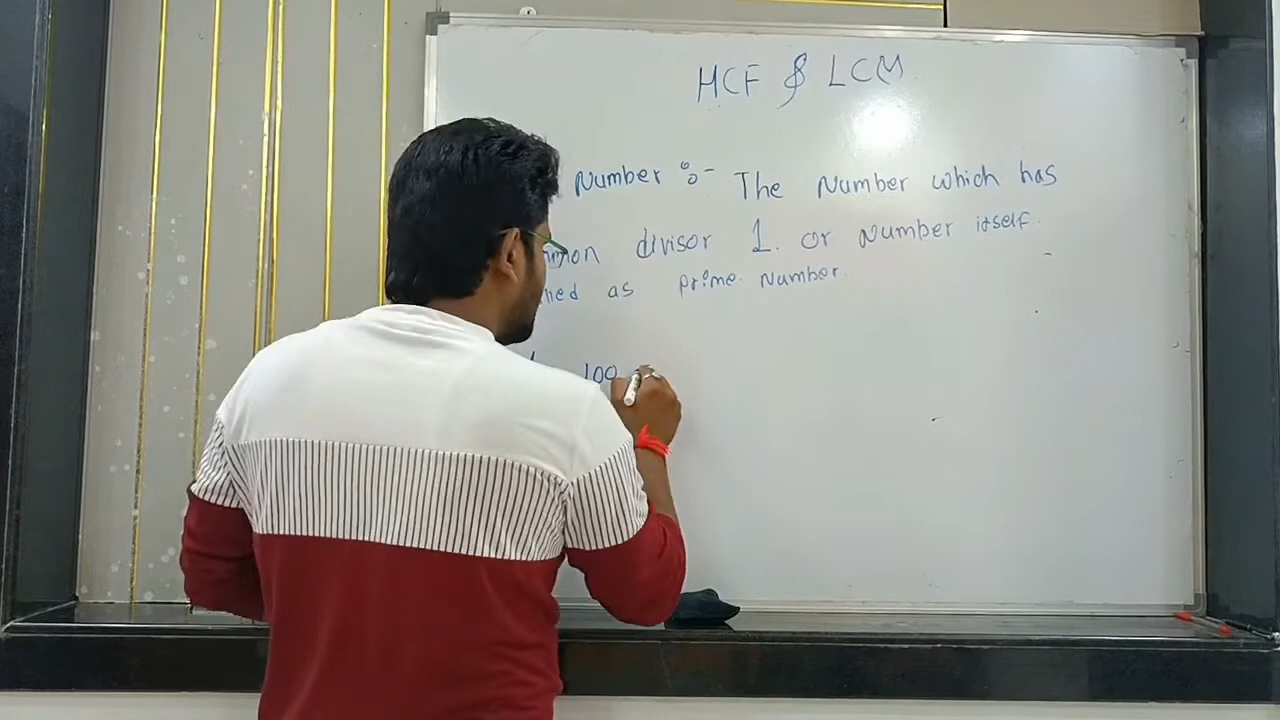 HCF & LCM
Number :- The Number which has
divisor 1. or Number itself.
as prime Number.
100